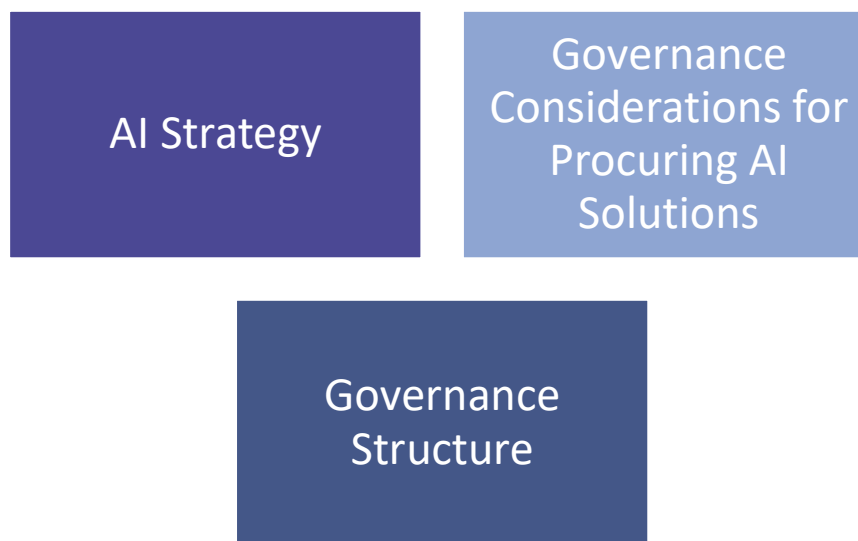 AI Strategy
Governance
Considerations for
Procuring AI
Solutions
Governance
Structure